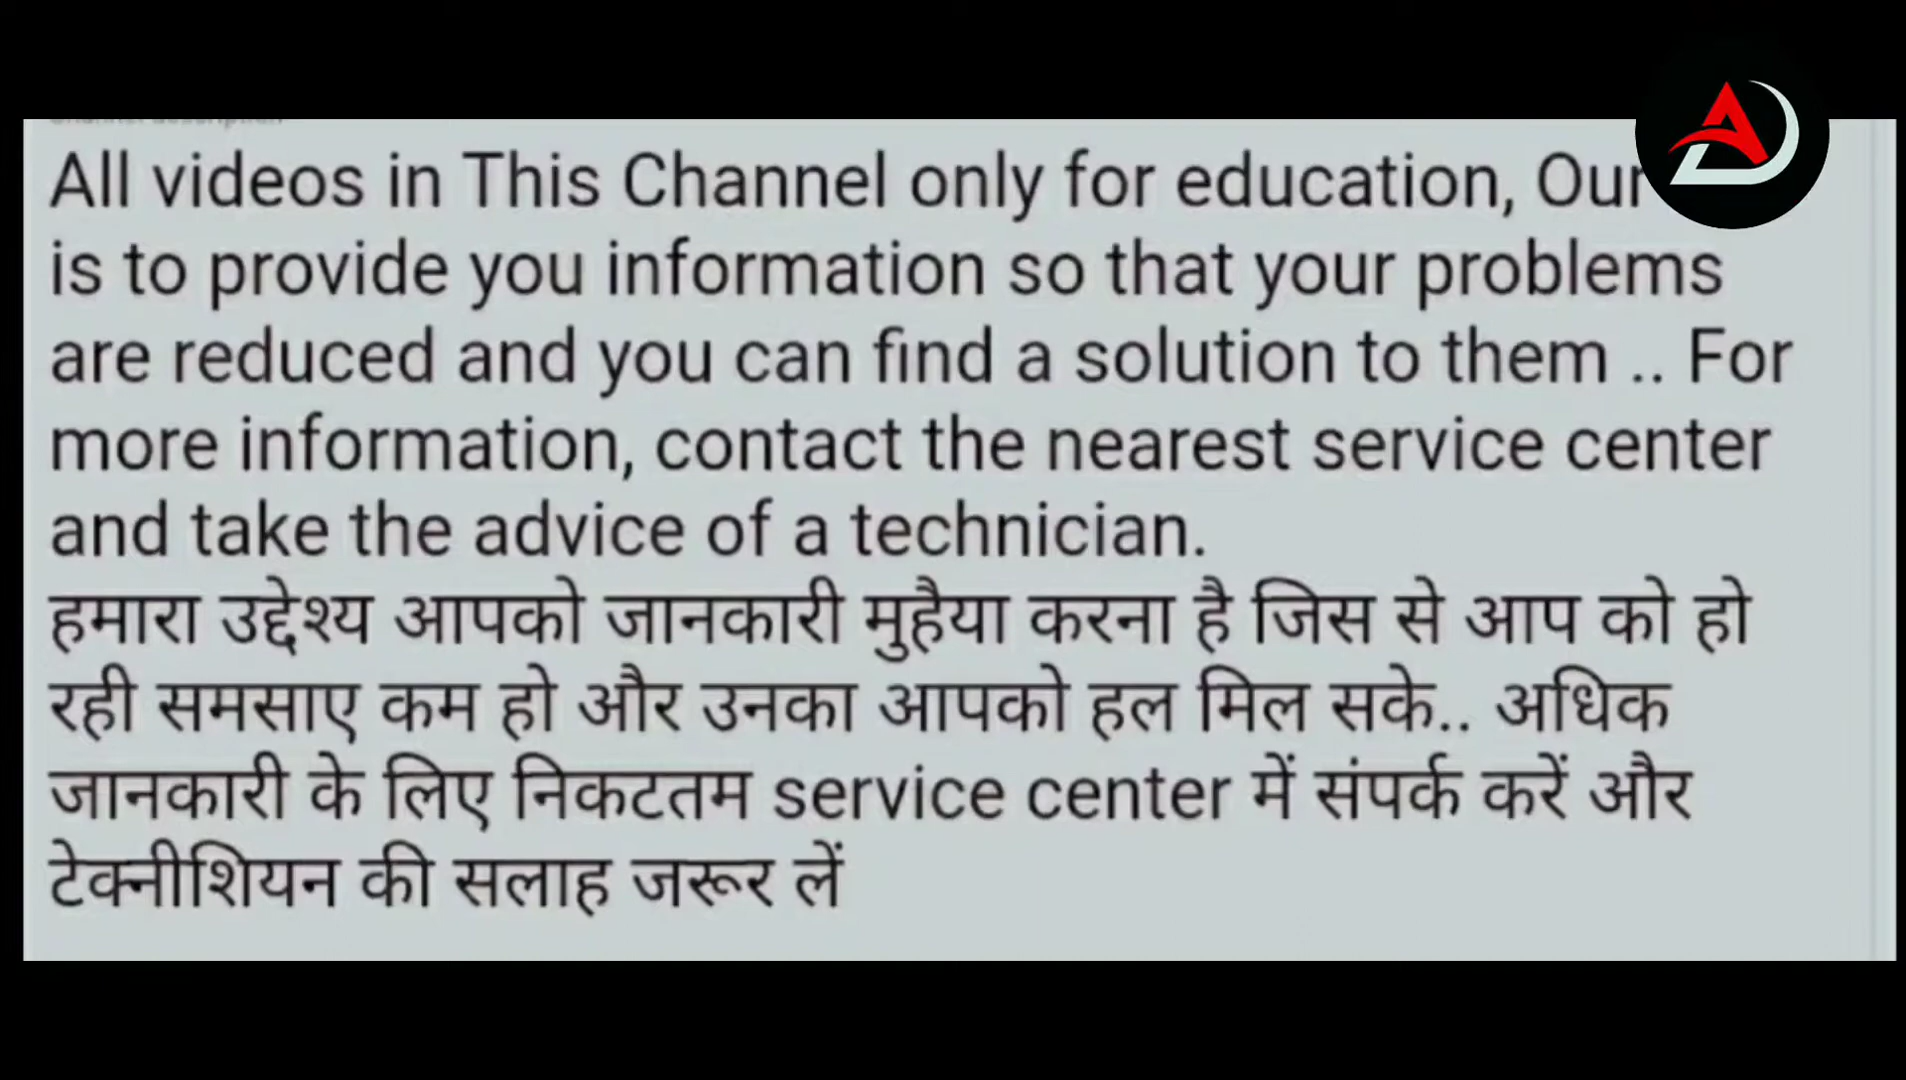 All videos in This Channel only for education, Our
is to provide you information so that your problems
are reduced and you can find a solution to them .. For
more information, contact the nearest service center
and take the advice of a technician.
हमारा उद्देश्य आपको जानकारी मुहैया करना है जिस से आप को हो
रही समसाए कम हो और उनका आपको हल मिल सके.. अधिक
जानकारी के लिए निकटतम service center में संपर्क करें और
टेक्नीशियन की सलाह जरूर लें